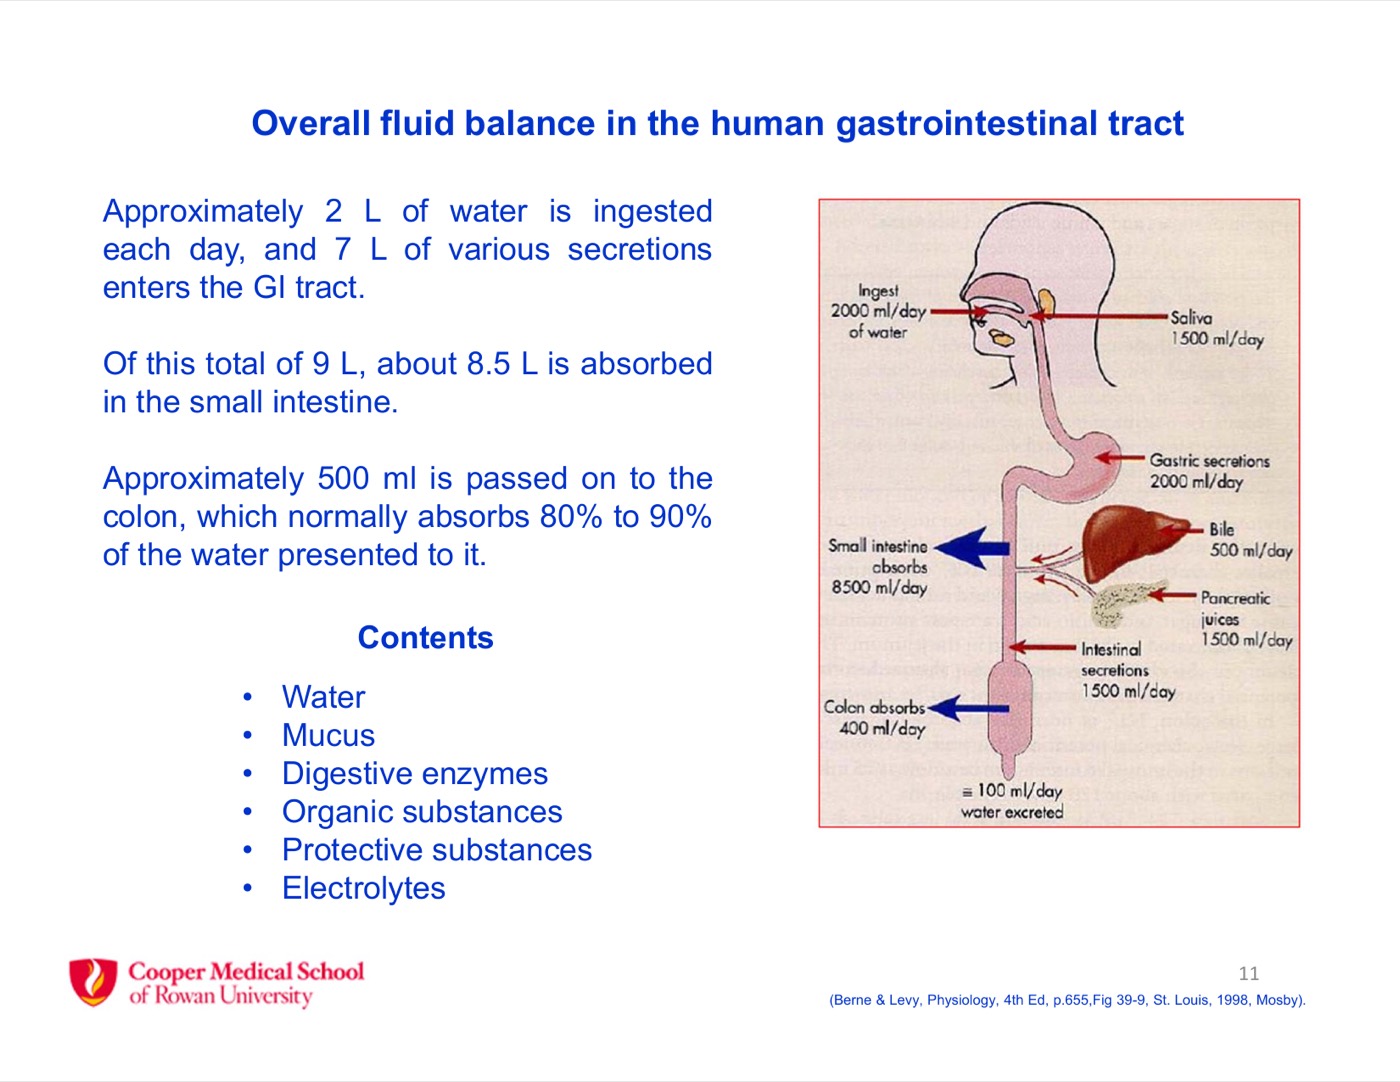 Overall fluid balance in the human gastrointestinal tract
Approximately 2 L of water is ingested
each day, and 7 L of various secretions
enters the GI tract.
Of this total of 9 L, about 8.5 L is absorbed
in the small intestine.
Approximately 500 ml is passed on to the
colon, which normally absorbs 80% to 90%
of the water presented to it.
Contents
• Water
• Mucus
• Digestive enzymes
• Organic substances
• Protective substances
• Electrolytes
Ingest
2000 ml/day
of water
Saliva
1500 ml/day
Gastric secretions
2000 ml/day
Bile
500 ml/day
Small intestine
absorbs
8500 ml/day
Pancreatic
juices
1500 ml/day
Intestinal
secretions
1500 ml/day
Colon absorbs
400 ml/day
≅ 100 ml/day
water excreted
Cooper Medical School
of Rowan University
11
(Berne & Levy, Physiology, 4th Ed, p.655,Fig 39-9, St. Louis, 1998, Mosby).